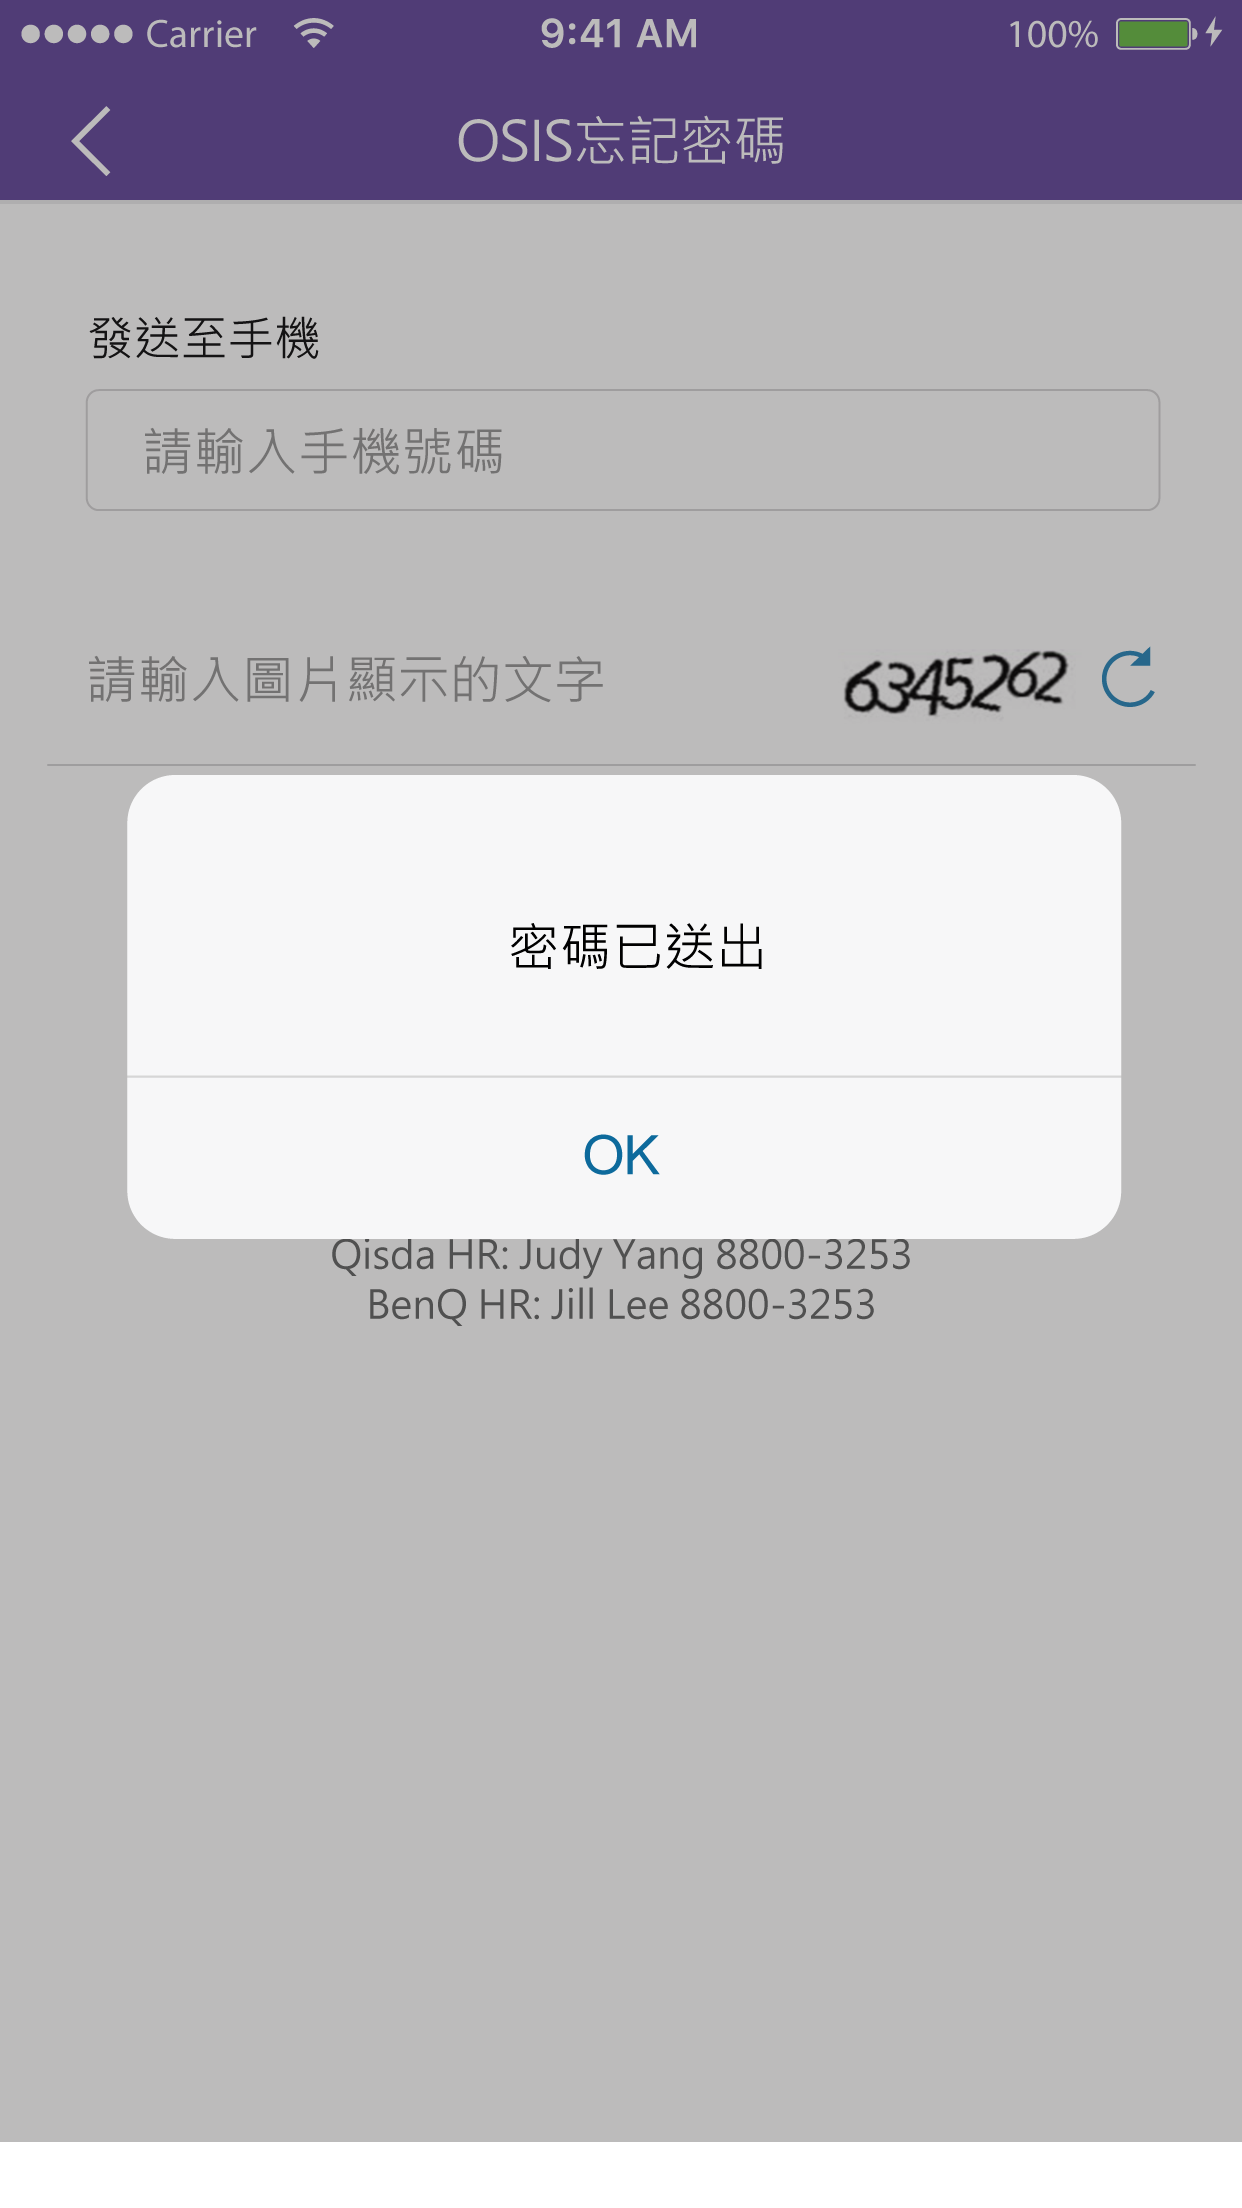 Carrier 9:41 AM 100%
OSIS忘記密碼
發送至手機
請輸入手機號碼
請輸入圖片顯示的文字 6345262
密碼已送出
OK
Qisda HR: Judy Yang 8800-3253
BenQ HR: Jill Lee 8800-3253